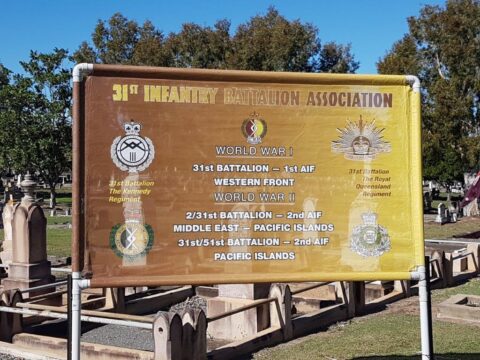 31ST INFANTRY BATTALION ASSOCIATION
WORLD WAR I
31ST BATTALION – 1ST AIF
WESTERN FRONT
31st Battalion
The Kennedy
Regiment
31st Battalion
The Royal
Queensland
Regiment
WORLD WAR II
2/31ST BATTALION – 2ND AIF
MIDDLE EAST – PACIFIC ISLANDS
31ST/51ST BATTALION – 2ND AIF
PACIFIC ISLANDS